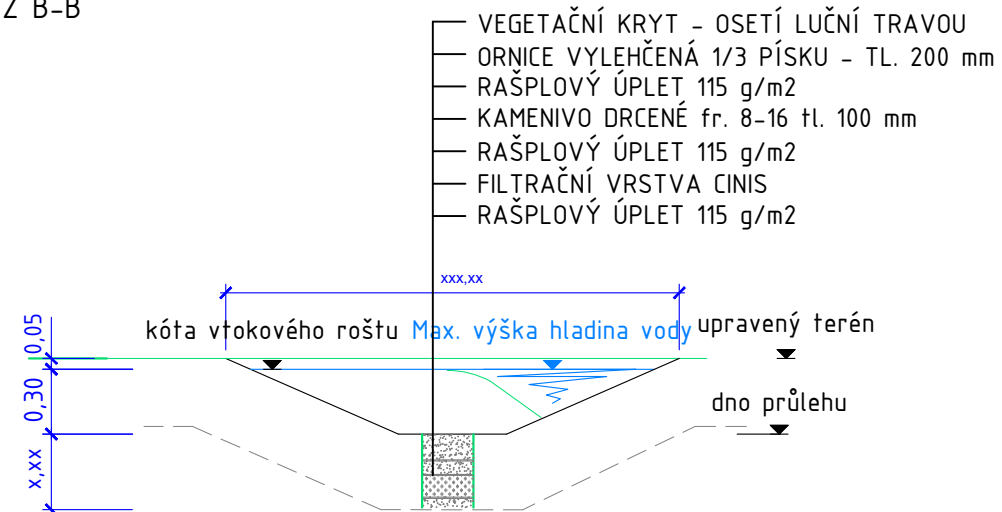 Z B-B
VEGETAČNÍ KRYT - OSETÍ LUČNÍ TRAVOU
ORNICE VYLEHČENÁ 1/3 PÍSKU - TL. 200 mm
RAŠPLOVÝ ÚPLET 115 g/m2
KAMENIVO DRCENÉ fr. 8-16 tl. 100 mm
RAŠPLOVÝ ÚPLET 115 g/m2
FILTRAČNÍ VRSTVA CINIS
RAŠPLOVÝ ÚPLET 115 g/m2
xxx,xx
kóta vtokového roštu
Max. výška hladina vody
upravený terén
0,05
0,30
dno průlehu
x,xx